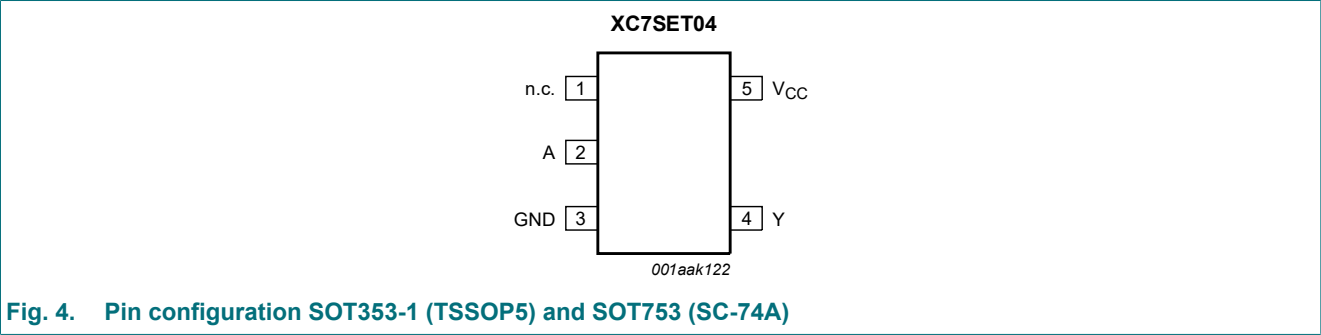 XC7SET04
n.c. 1
5 VCC
A 2
GND 3
4 Y
001aak122
Fig. 4. Pin configuration SOT353-1 (TSSOP5) and SOT753 (SC-74A)